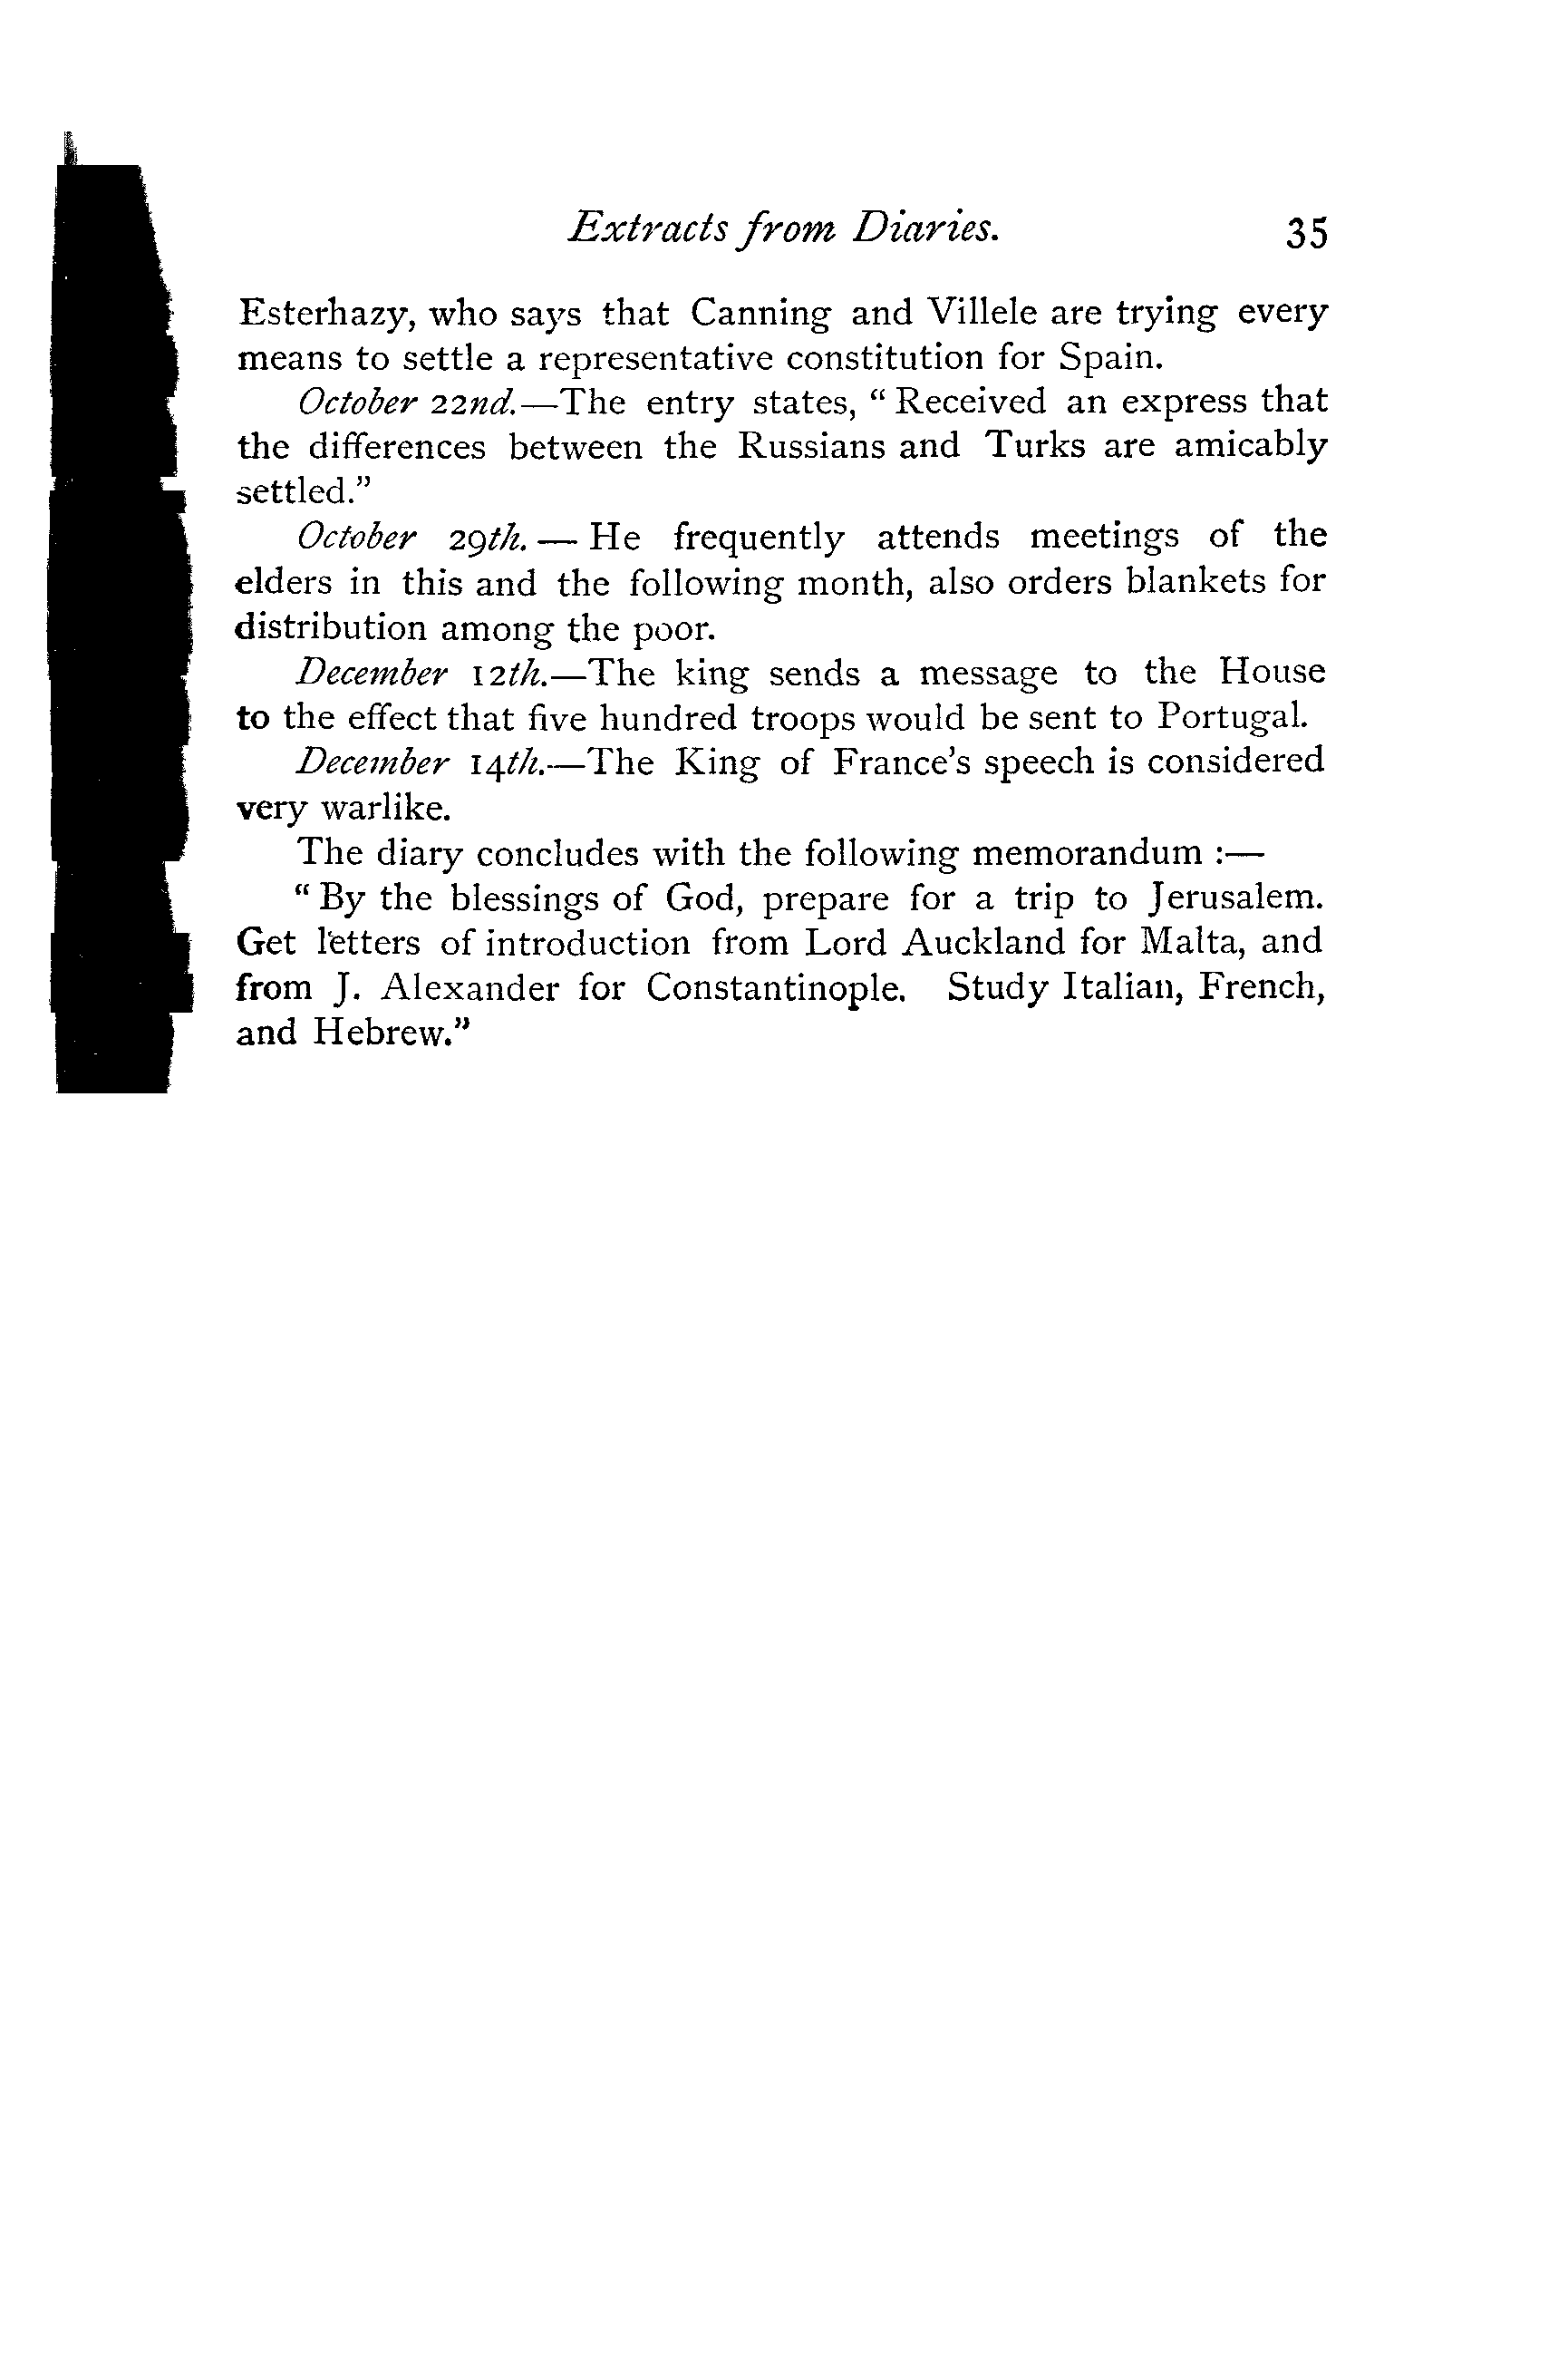 Extracts from Diaries. 35
Esterhazy, who says that Canning and Villele are trying every
means to settle a representative constitution for Spain.
October 22nd.—The entry states, “ Received an express that
the differences between the Russians and Turks are amicably
settled.”
October 29th. — He frequently attends meetings of the
elders in this and the following month, also orders blankets for
distribution among the poor.
December 12th.—The king sends a message to the House
to the effect that five hundred troops would be sent to Portugal.
December 14th.—The King of France’s speech is considered
very warlike.
The diary concludes with the following memorandum :—
“ By the blessings of God, prepare for a trip to Jerusalem.
Get letters of introduction from Lord Auckland for Malta, and
from J. Alexander for Constantinople. Study Italian, French,
and Hebrew.”